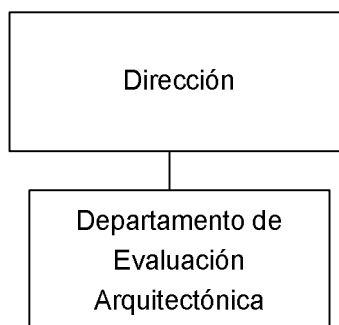 Dirección
Departamento de
Evaluación
Arquitectónica